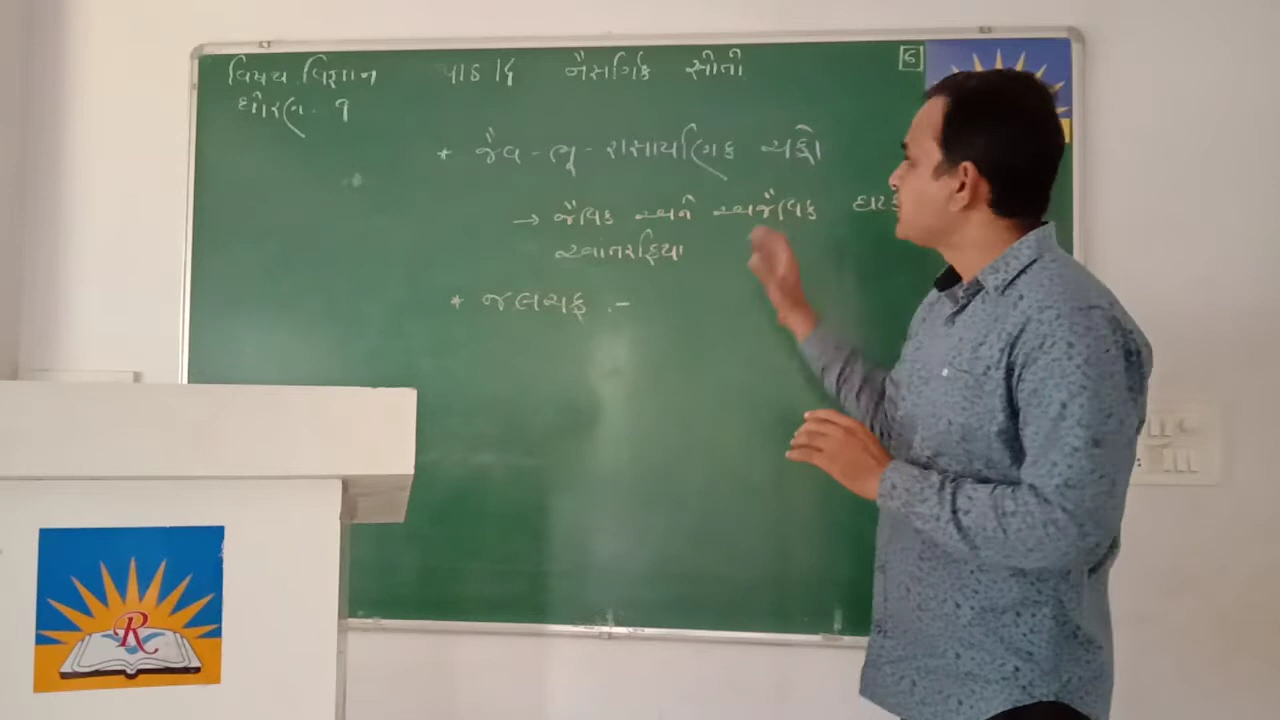 વિષય. વિજ્ઞાન પાઠ 14 નૈસર્ગિક સ્ત્રોતો 6
ધોરણ. 9
* જૈવ - ભૂ - રાસાયણિક ચક્રો
→ જૈવિક અને અજૈવિક
આંતરક્રિયા
* જલચક્ર :-
R